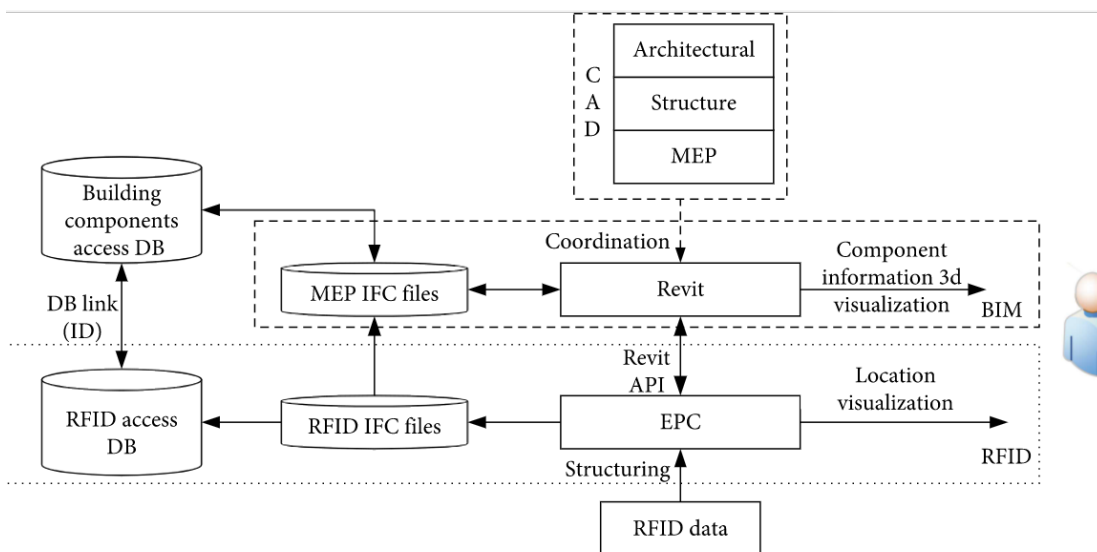 Architectural
C
A
D
Structure
MEP
Building
components
access DB
Coordination
Component
information 3d
visualization
MEP IFC files
Revit
BIM
DB link
(ID)
Revit
API
Location
visualization
RFID access
DB
RFID IFC files
EPC
RFID
Structuring
RFID data